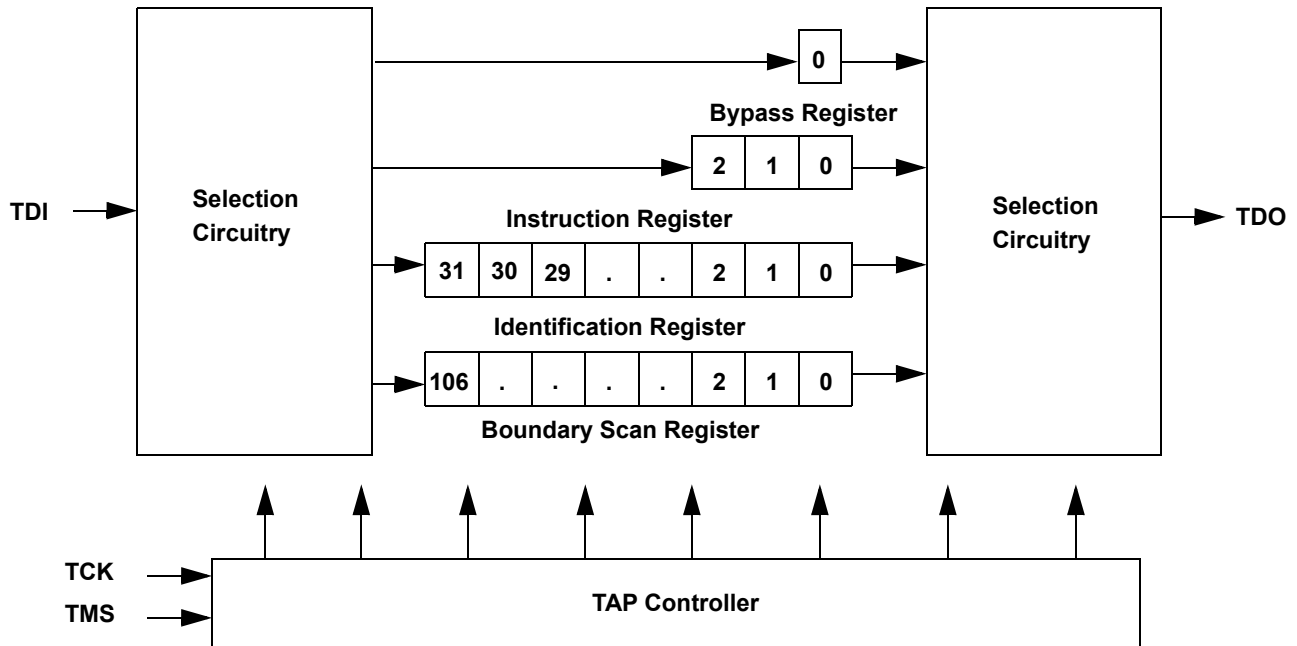 0
Bypass Register
2 1 0
Instruction Register
TDI
Selection
Circuitry
31 30 29 . . 2 1 0
Identification Register
106 . . . . 2 1 0
Boundary Scan Register
Selection
Circuitry
TDO
TCK
TMS
TAP Controller